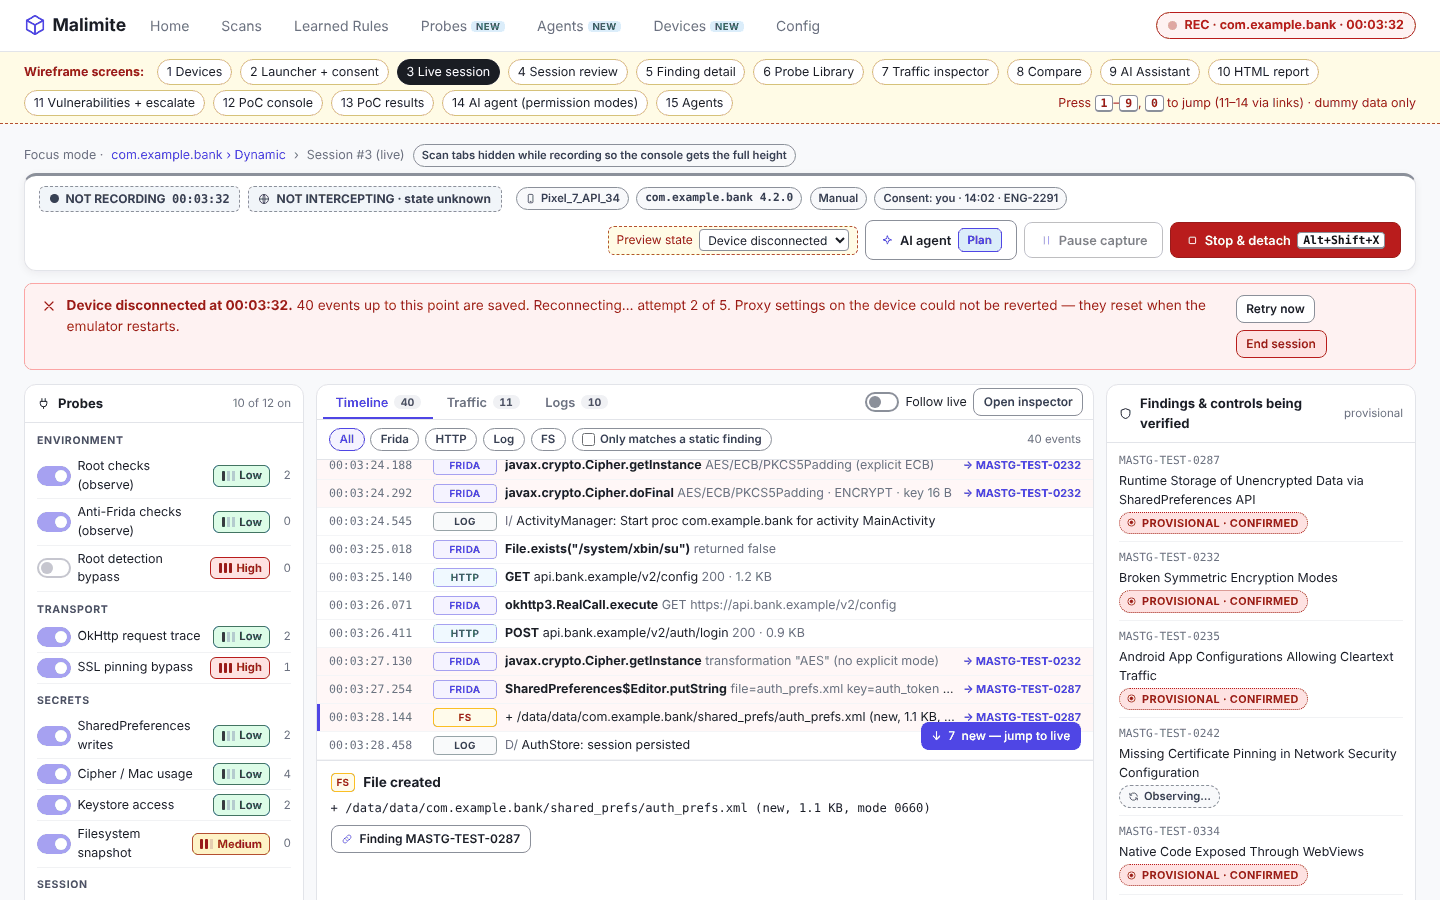 Malimite Home Scans Learned Rules Probes NEW Agents NEW Devices NEW Config REC · com.example.bank · 00:03:32
Wireframe screens: 1 Devices 2 Launcher + consent 3 Live session 4 Session review 5 Finding detail 6 Probe Library 7 Traffic inspector 8 Compare 9 AI Assistant 10 HTML report
11 Vulnerabilities + escalate 12 PoC console 13 PoC results 14 AI agent (permission modes) 15 Agents Press 1–9, 0 to jump (11–14 via links) · dummy data only
Focus mode · com.example.bank › Dynamic › Session #3 (live) Scan tabs hidden while recording so the console gets the full height
NOT RECORDING 00:03:32 NOT INTERCEPTING · state unknown Pixel_7_API_34 com.example.bank 4.2.0 Manual Consent: you · 14:02 · ENG-2291
Preview state Device disconnected AI agent Plan Pause capture Stop & detach Alt+Shift+X
Device disconnected at 00:03:32. 40 events up to this point are saved. Reconnecting… attempt 2 of 5. Proxy settings on the device could not be reverted — they reset when the
emulator restarts.
Retry now
End session
Probes 10 of 12 on
ENVIRONMENT
Root checks
(observe) Low 2
Anti-Frida checks
(observe) Low 0
Root detection
bypass High 0
TRANSPORT
OkHttp request trace Low 2
SSL pinning bypass High 1
SECRETS
SharedPreferences
writes Low 2
Cipher / Mac usage Low 4
Keystore access Low 2
Filesystem
snapshot Medium 0
SESSION
Timeline 40 Traffic 11 Logs 10 Follow live Open inspector
All Frida HTTP Log FS Only matches a static finding 40 events
00:03:24.188 FRIDA javax.crypto.Cipher.getInstance AES/ECB/PKCS5Padding (explicit ECB) → MASTG-TEST-0232
00:03:24.292 FRIDA javax.crypto.Cipher.doFinal AES/ECB/PKCS5Padding · ENCRYPT · key 16 B → MASTG-TEST-0232
00:03:24.545 LOG I/ ActivityManager: Start proc com.example.bank for activity MainActivity
00:03:25.018 FRIDA File.exists("/system/xbin/su") returned false
00:03:25.140 HTTP GET api.bank.example/v2/config 200 · 1.2 KB
00:03:26.071 FRIDA okhttp3.RealCall.execute GET https://api.bank.example/v2/config
00:03:26.411 HTTP POST api.bank.example/v2/auth/login 200 · 0.9 KB
00:03:27.130 FRIDA javax.crypto.Cipher.getInstance transformation "AES" (no explicit mode) → MASTG-TEST-0232
00:03:27.254 FRIDA SharedPreferences$Editor.putString file=auth_prefs.xml key=auth_token … → MASTG-TEST-0287
00:03:28.144 FS + /data/data/com.example.bank/shared_prefs/auth_prefs.xml (new, 1.1 KB, … → MASTG-TEST-0287
00:03:28.458 LOG D/ AuthStore: session persisted
↓ 7 new — jump to live
FS File created
+ /data/data/com.example.bank/shared_prefs/auth_prefs.xml (new, 1.1 KB, mode 0660)
Finding MASTG-TEST-0287
Findings & controls being
verified provisional
MASTG-TEST-0287
Runtime Storage of Unencrypted Data via
SharedPreferences API
PROVISIONAL · CONFIRMED
MASTG-TEST-0232
Broken Symmetric Encryption Modes
PROVISIONAL · CONFIRMED
MASTG-TEST-0235
Android App Configurations Allowing Cleartext
Traffic
PROVISIONAL · CONFIRMED
MASTG-TEST-0242
Missing Certificate Pinning in Network Security
Configuration
Observing…
MASTG-TEST-0334
Native Code Exposed Through WebViews
PROVISIONAL · CONFIRMED